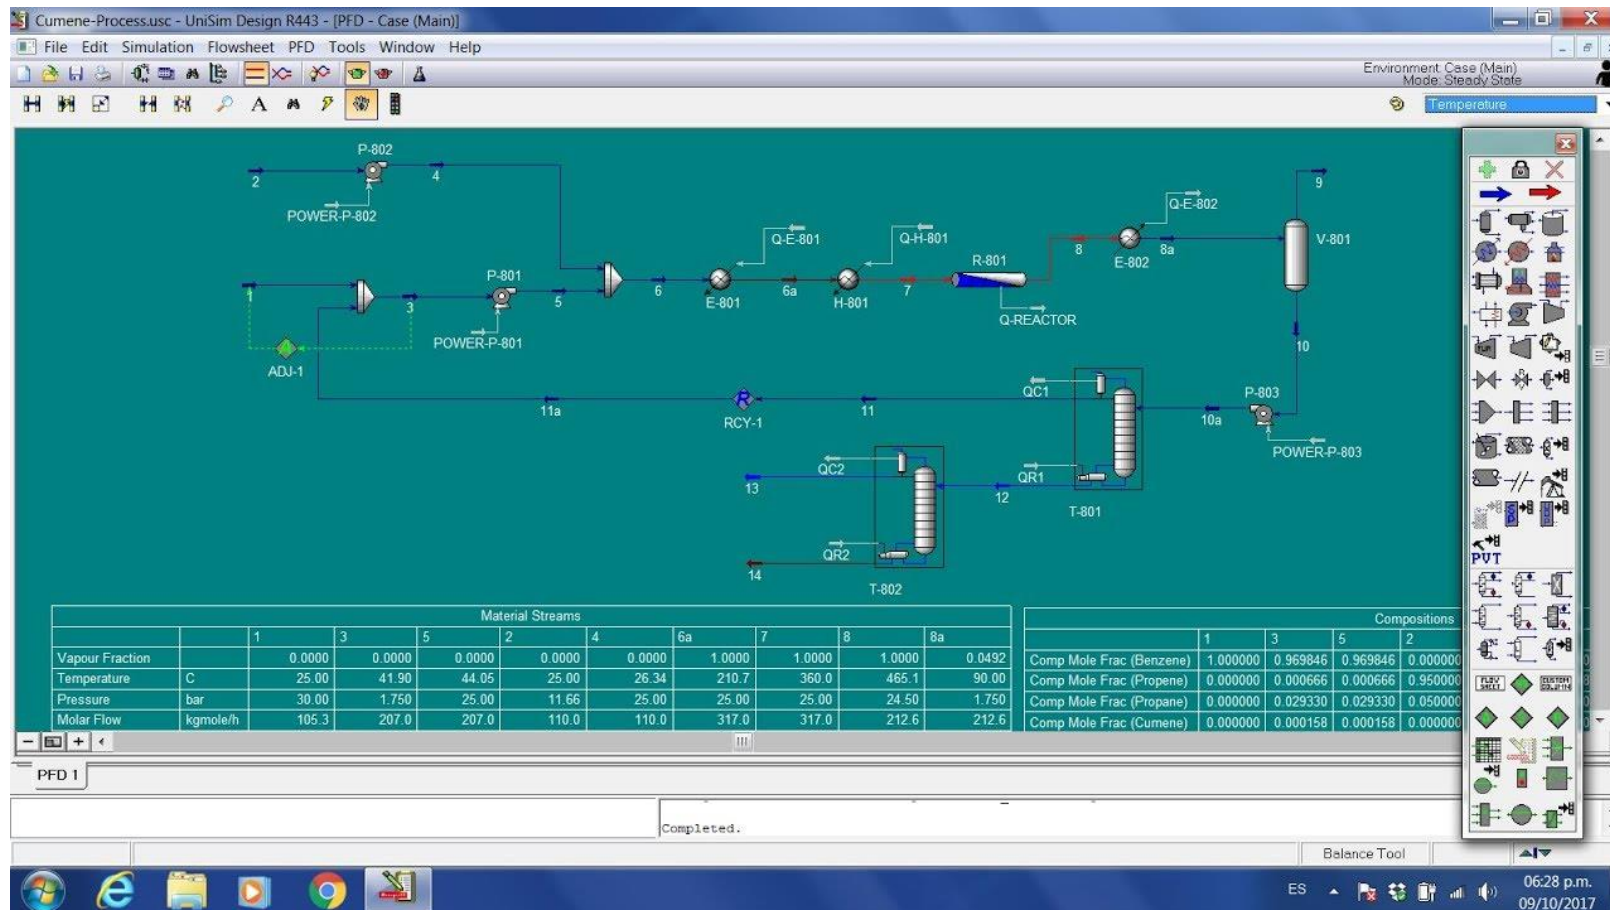 Cumene-Process.usc - UniSim Design R443 - [PFD - Case (Main)]
File Edit Simulation Flowsheet PFD Tools Window Help
Environment: Case (Main)
Mode: Steady State
A
Temperature
P-802
2
4
9
POWER-P-802
Q-E-802
Q-E-801
Q-H-801
V-801
8
8a
E-802
P-801
R-801
1
3
5
6
E-801
6a
H-801
7
Q-REACTOR
POWER-P-801
10
ADJ-1
A
QC1
P-803
11a
R
11
10a
RCY-1
POWER-P-803
QC2
QR1
13
12
T-801
QR2
14
T-802
PVT
Material Streams
1 3 5 2 4 6a 7 8 8a
Vapour Fraction 0.0000 0.0000 0.0000 0.0000 0.0000 1.0000 1.0000 1.0000 0.0492
Temperature C 25.00 41.90 44.05 25.00 26.34 210.7 360.0 465.1 90.00
Pressure bar 30.00 1.750 25.00 11.66 25.00 25.00 25.00 24.50 1.750
Molar Flow kgmole/h 105.3 207.0 207.0 110.0 110.0 317.0 317.0 212.6 212.6
Compositions
1 3 5 2
Comp Mole Frac (Benzene) 1.000000 0.969846 0.969846 0.000000
Comp Mole Frac (Propene) 0.000000 0.000666 0.000666 0.950000
Comp Mole Frac (Propane) 0.000000 0.029330 0.029330 0.050000
Comp Mole Frac (Cumene) 0.000000 0.000158 0.000158 0.000000
PFD 1
Completed.
Balance Tool
ES
06:28 p.m.
09/10/2017